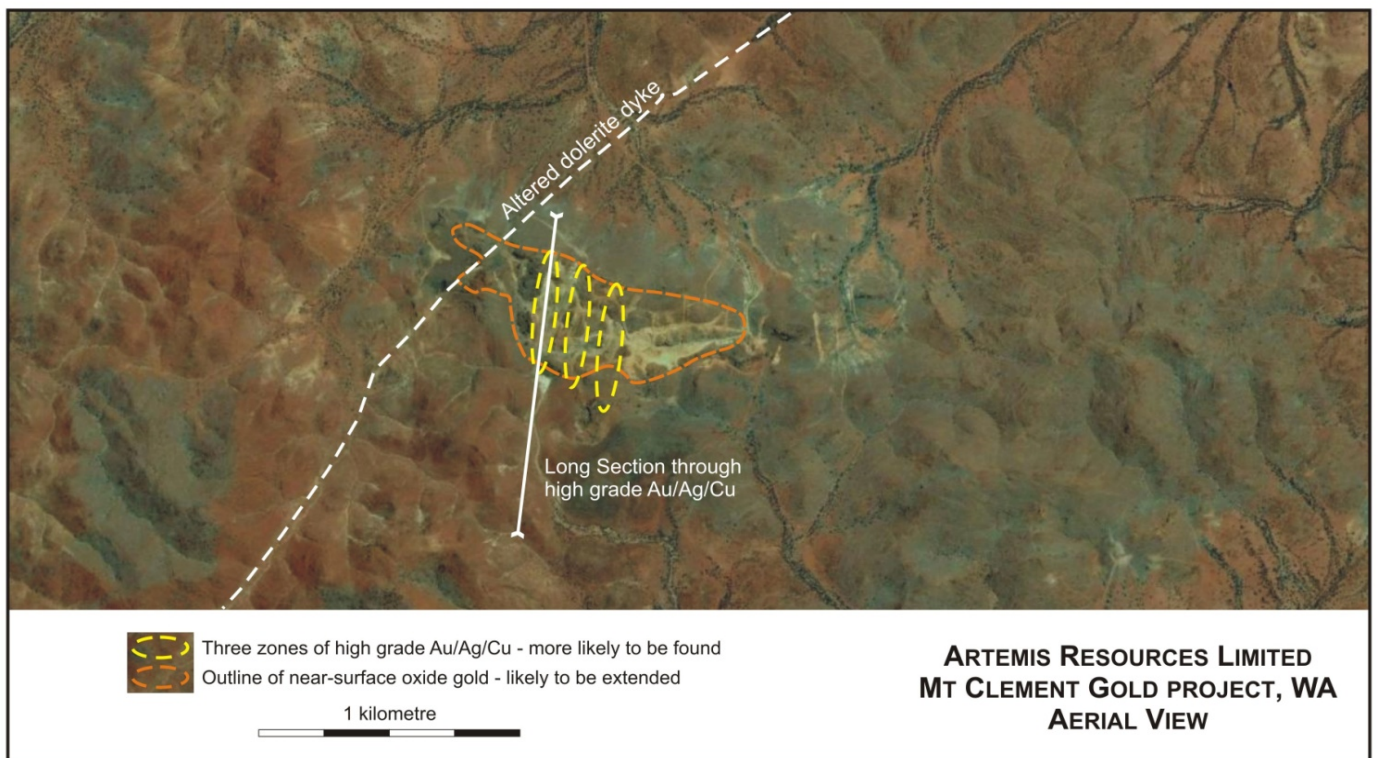 Altered dolerite dyke
Long Section through
high grade Au/Ag/Cu
Three zones of high grade Au/Ag/Cu - more likely to be found
Outline of near-surface oxide gold - likely to be extended
1 kilometre
ARTEMIS RESOURCES LIMITED
MT CLEMENT GOLD PROJECT, WA
AERIAL VIEW